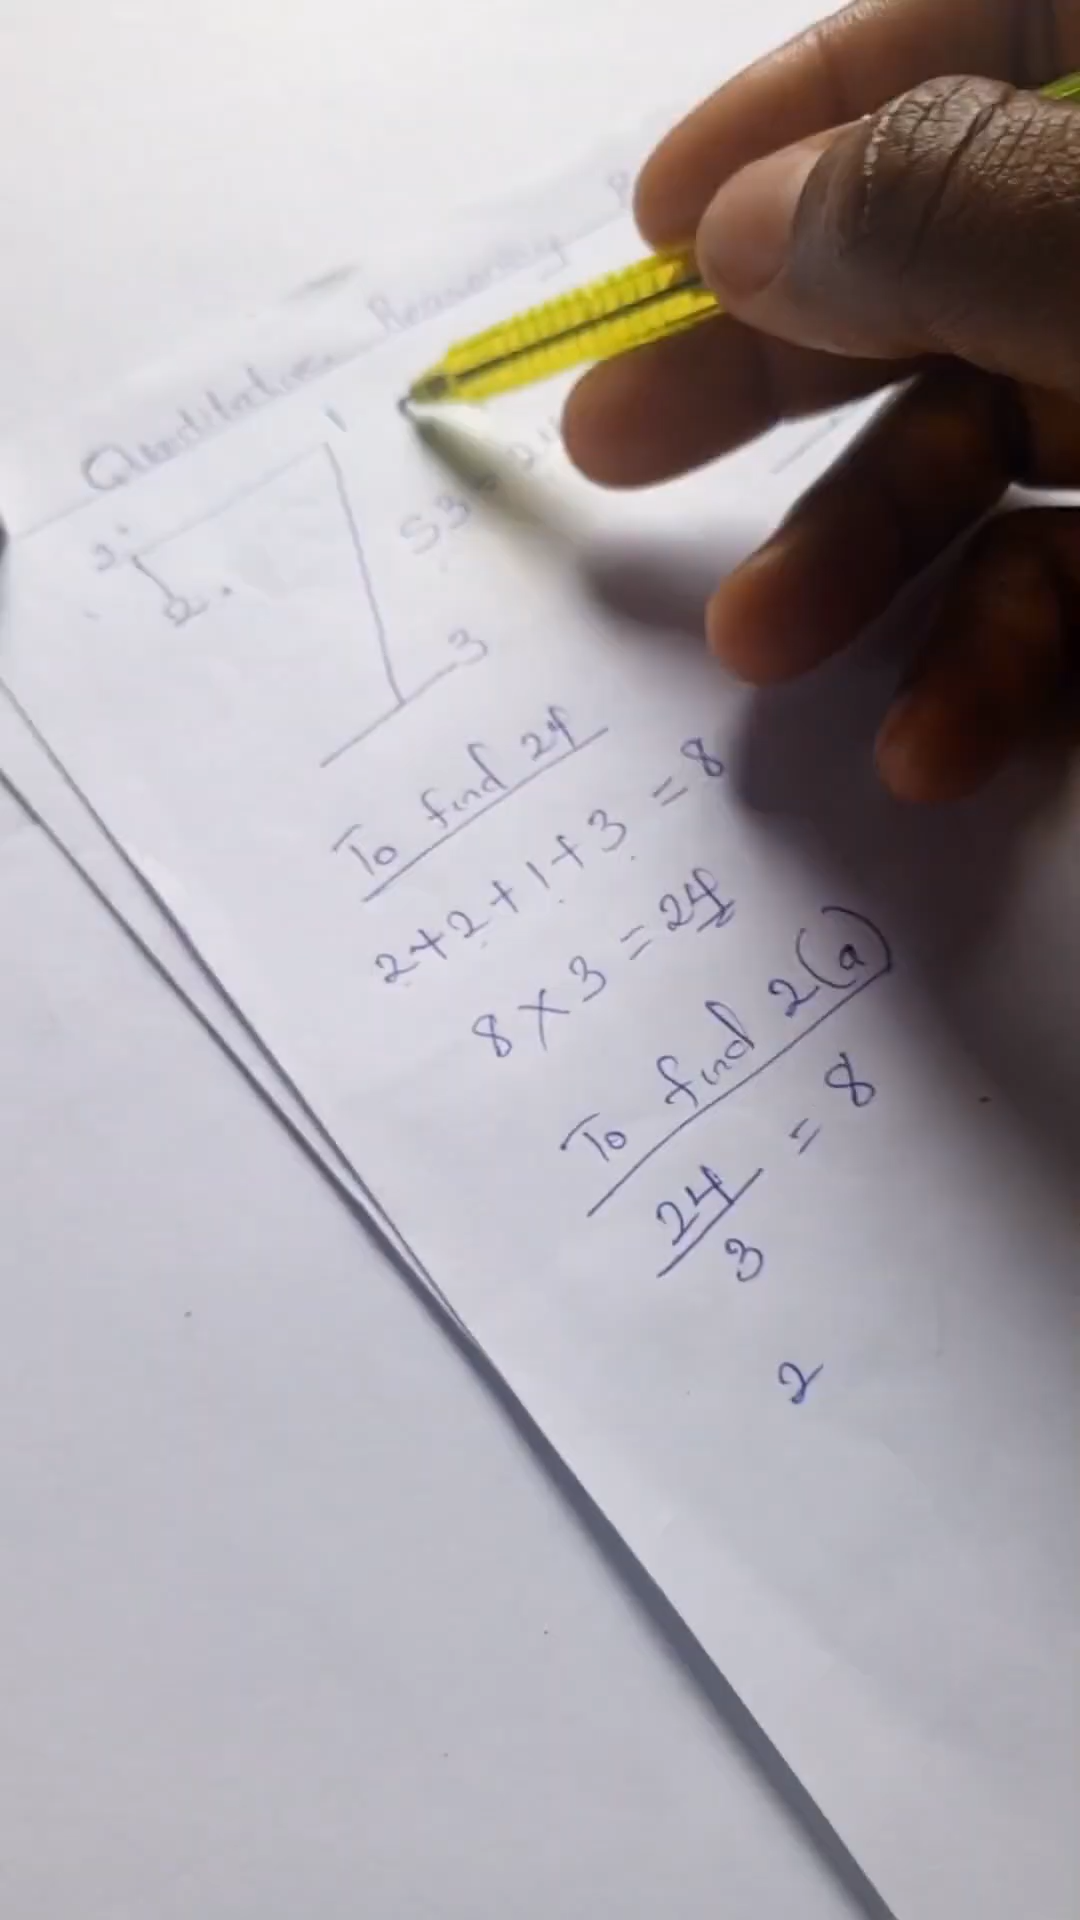 Quantitative Reasoning
1
2
2
3
To find 24
2+2+1+3 = 8
8 × 3 = 24
To find 2(a)
24/3 = 8
2